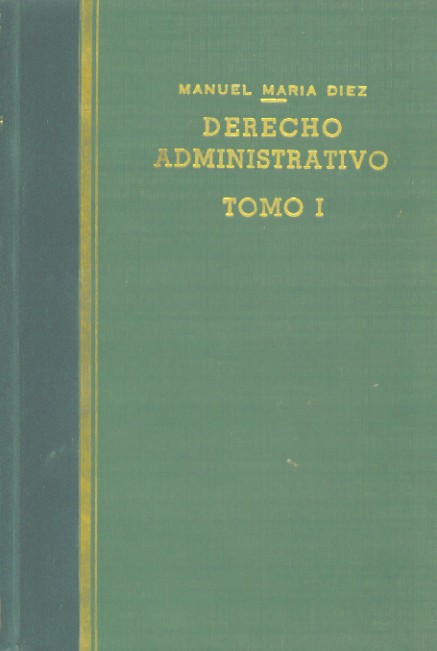 MANUEL MARIA DIEZ
DERECHO
ADMINISTRATIVO
TOMO I